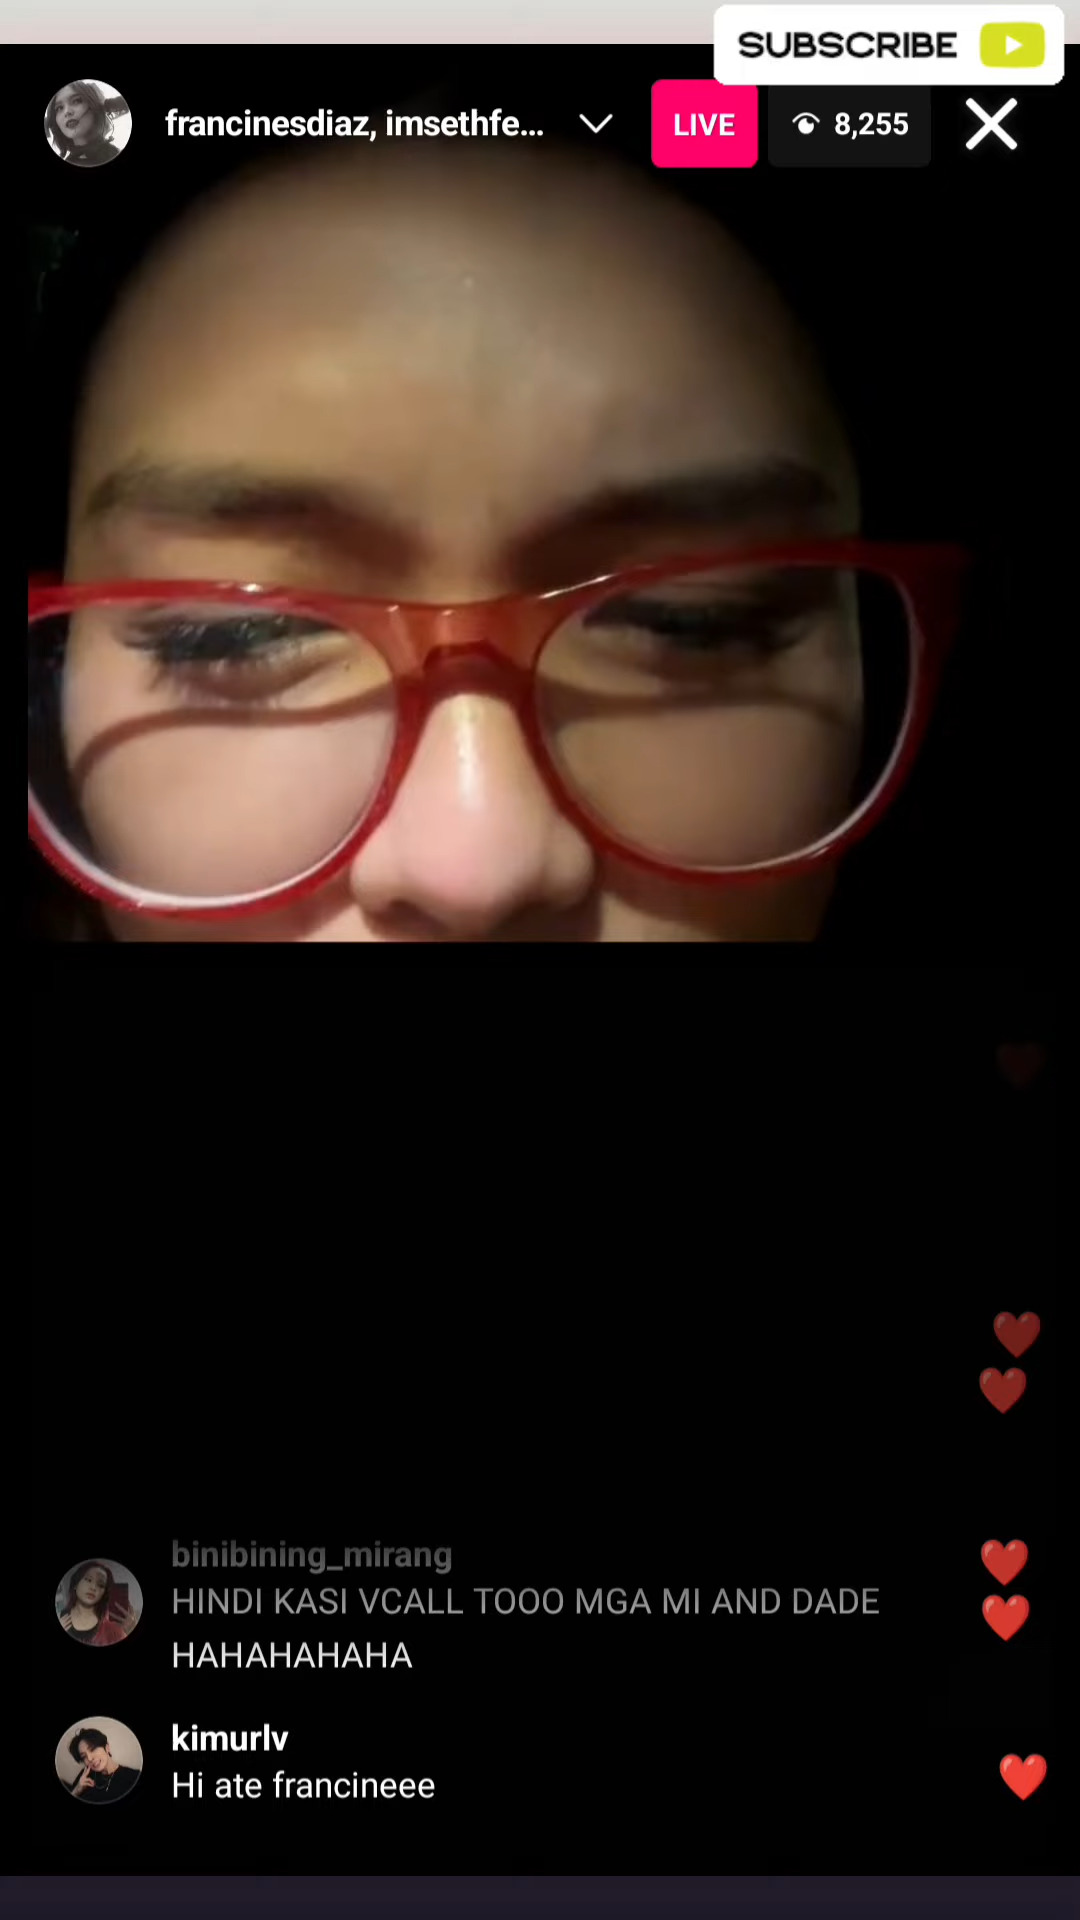 SUBSCRIBE
francinesdiaz, imsethfe...
LIVE
8,255
binibining_mirang
HINDI KASI VCALL TOOO MGA MI AND DADE
HAHAHAHAHA
kimurlv
Hi ate francineee